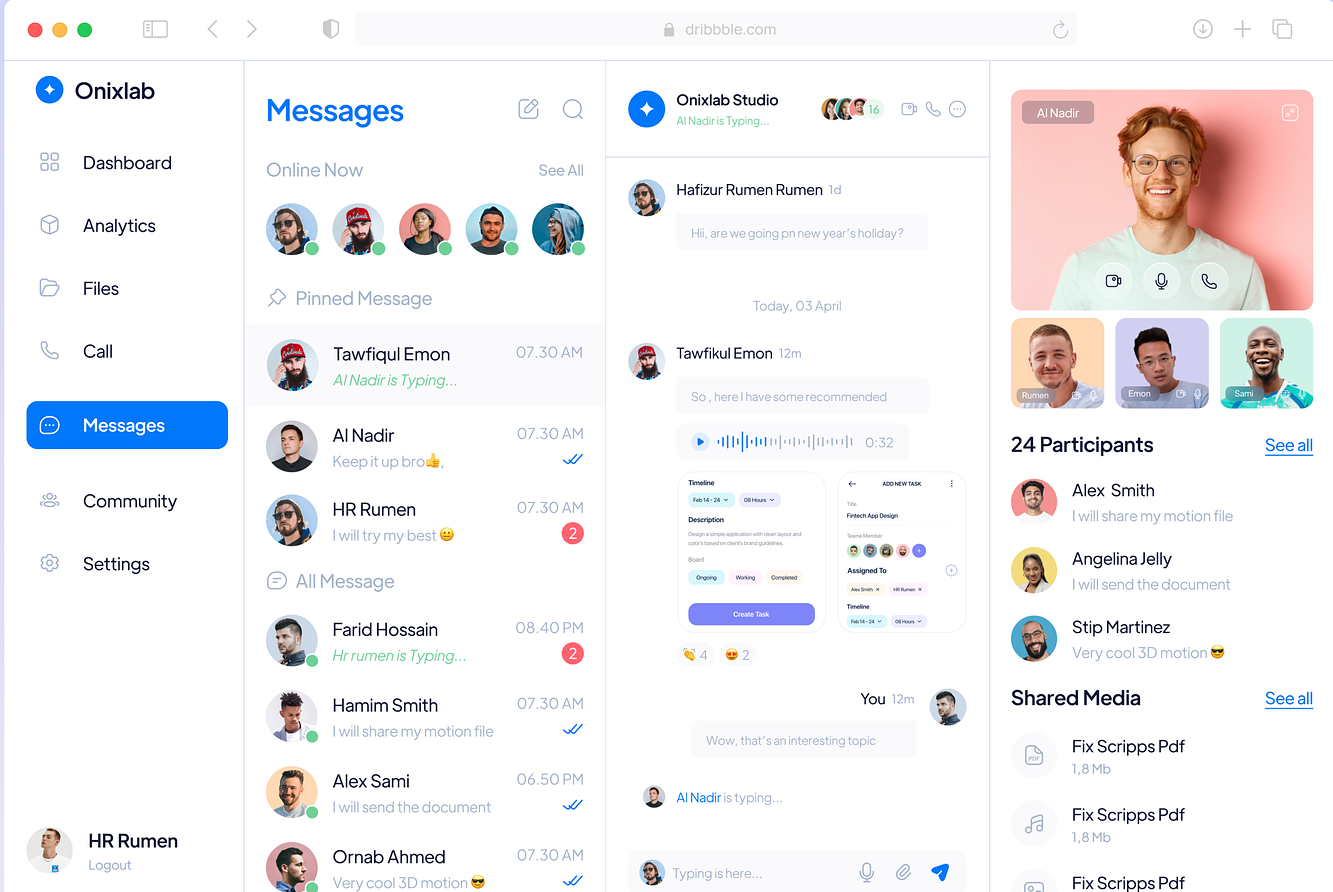 dribbble.com
Onixlab
Dashboard
Analytics
Files
Call
Messages
Community
Settings
HR Rumen
Logout
Messages
Online Now
See All
Pinned Message
Tawfiqul Emon
07.30 AM
Al Nadir is Typing...
Al Nadir
07.30 AM
Keep it up bro👍,
HR Rumen
07.30 AM
I will try my best 😐
2
All Message
Farid Hossain
08.40 PM
Hr rumen is Typing...
2
Hamim Smith
07.30 AM
I will share my motion file
Alex Sami
06.50 PM
I will send the document
Ornab Ahmed
07.30 AM
Very cool 3D motion 😎
Onixlab Studio
Al Nadir is Typing...
16
Hafizur Rumen Rumen 1d
Hii, are we going pn new year's holiday?
Today, 03 April
Tawfikul Emon 12m
So , here I have some recommended
0:32
Timeline
Feb 14 - 24
08 Hours
Description
Design a simple application with clean layout and
color's based on client's brand guidelines.
Board
Ongoing
Working
Completed
Create Task
ADD NEW TASK
Title
Fintech App Design
Teame Member
Assigned To
Alex Smith ×
HR Rumen ×
Timeline
Feb 14 - 24
08 Hours
👏 4
😍 2
You 12m
Wow, that's an interesting topic
Al Nadir is typing...
Typing is here...
Al Nadir
Rumen
Emon
Sami
24 Participants
See all
Alex Smith
I will share my motion file
Angelina Jelly
I will send the document
Stip Martinez
Very cool 3D motion 😎
Shared Media
See all
PDF
Fix Scripps Pdf
1,8 Mb
Fix Scripps Pdf
1,8 Mb
Fix Scripps Pdf